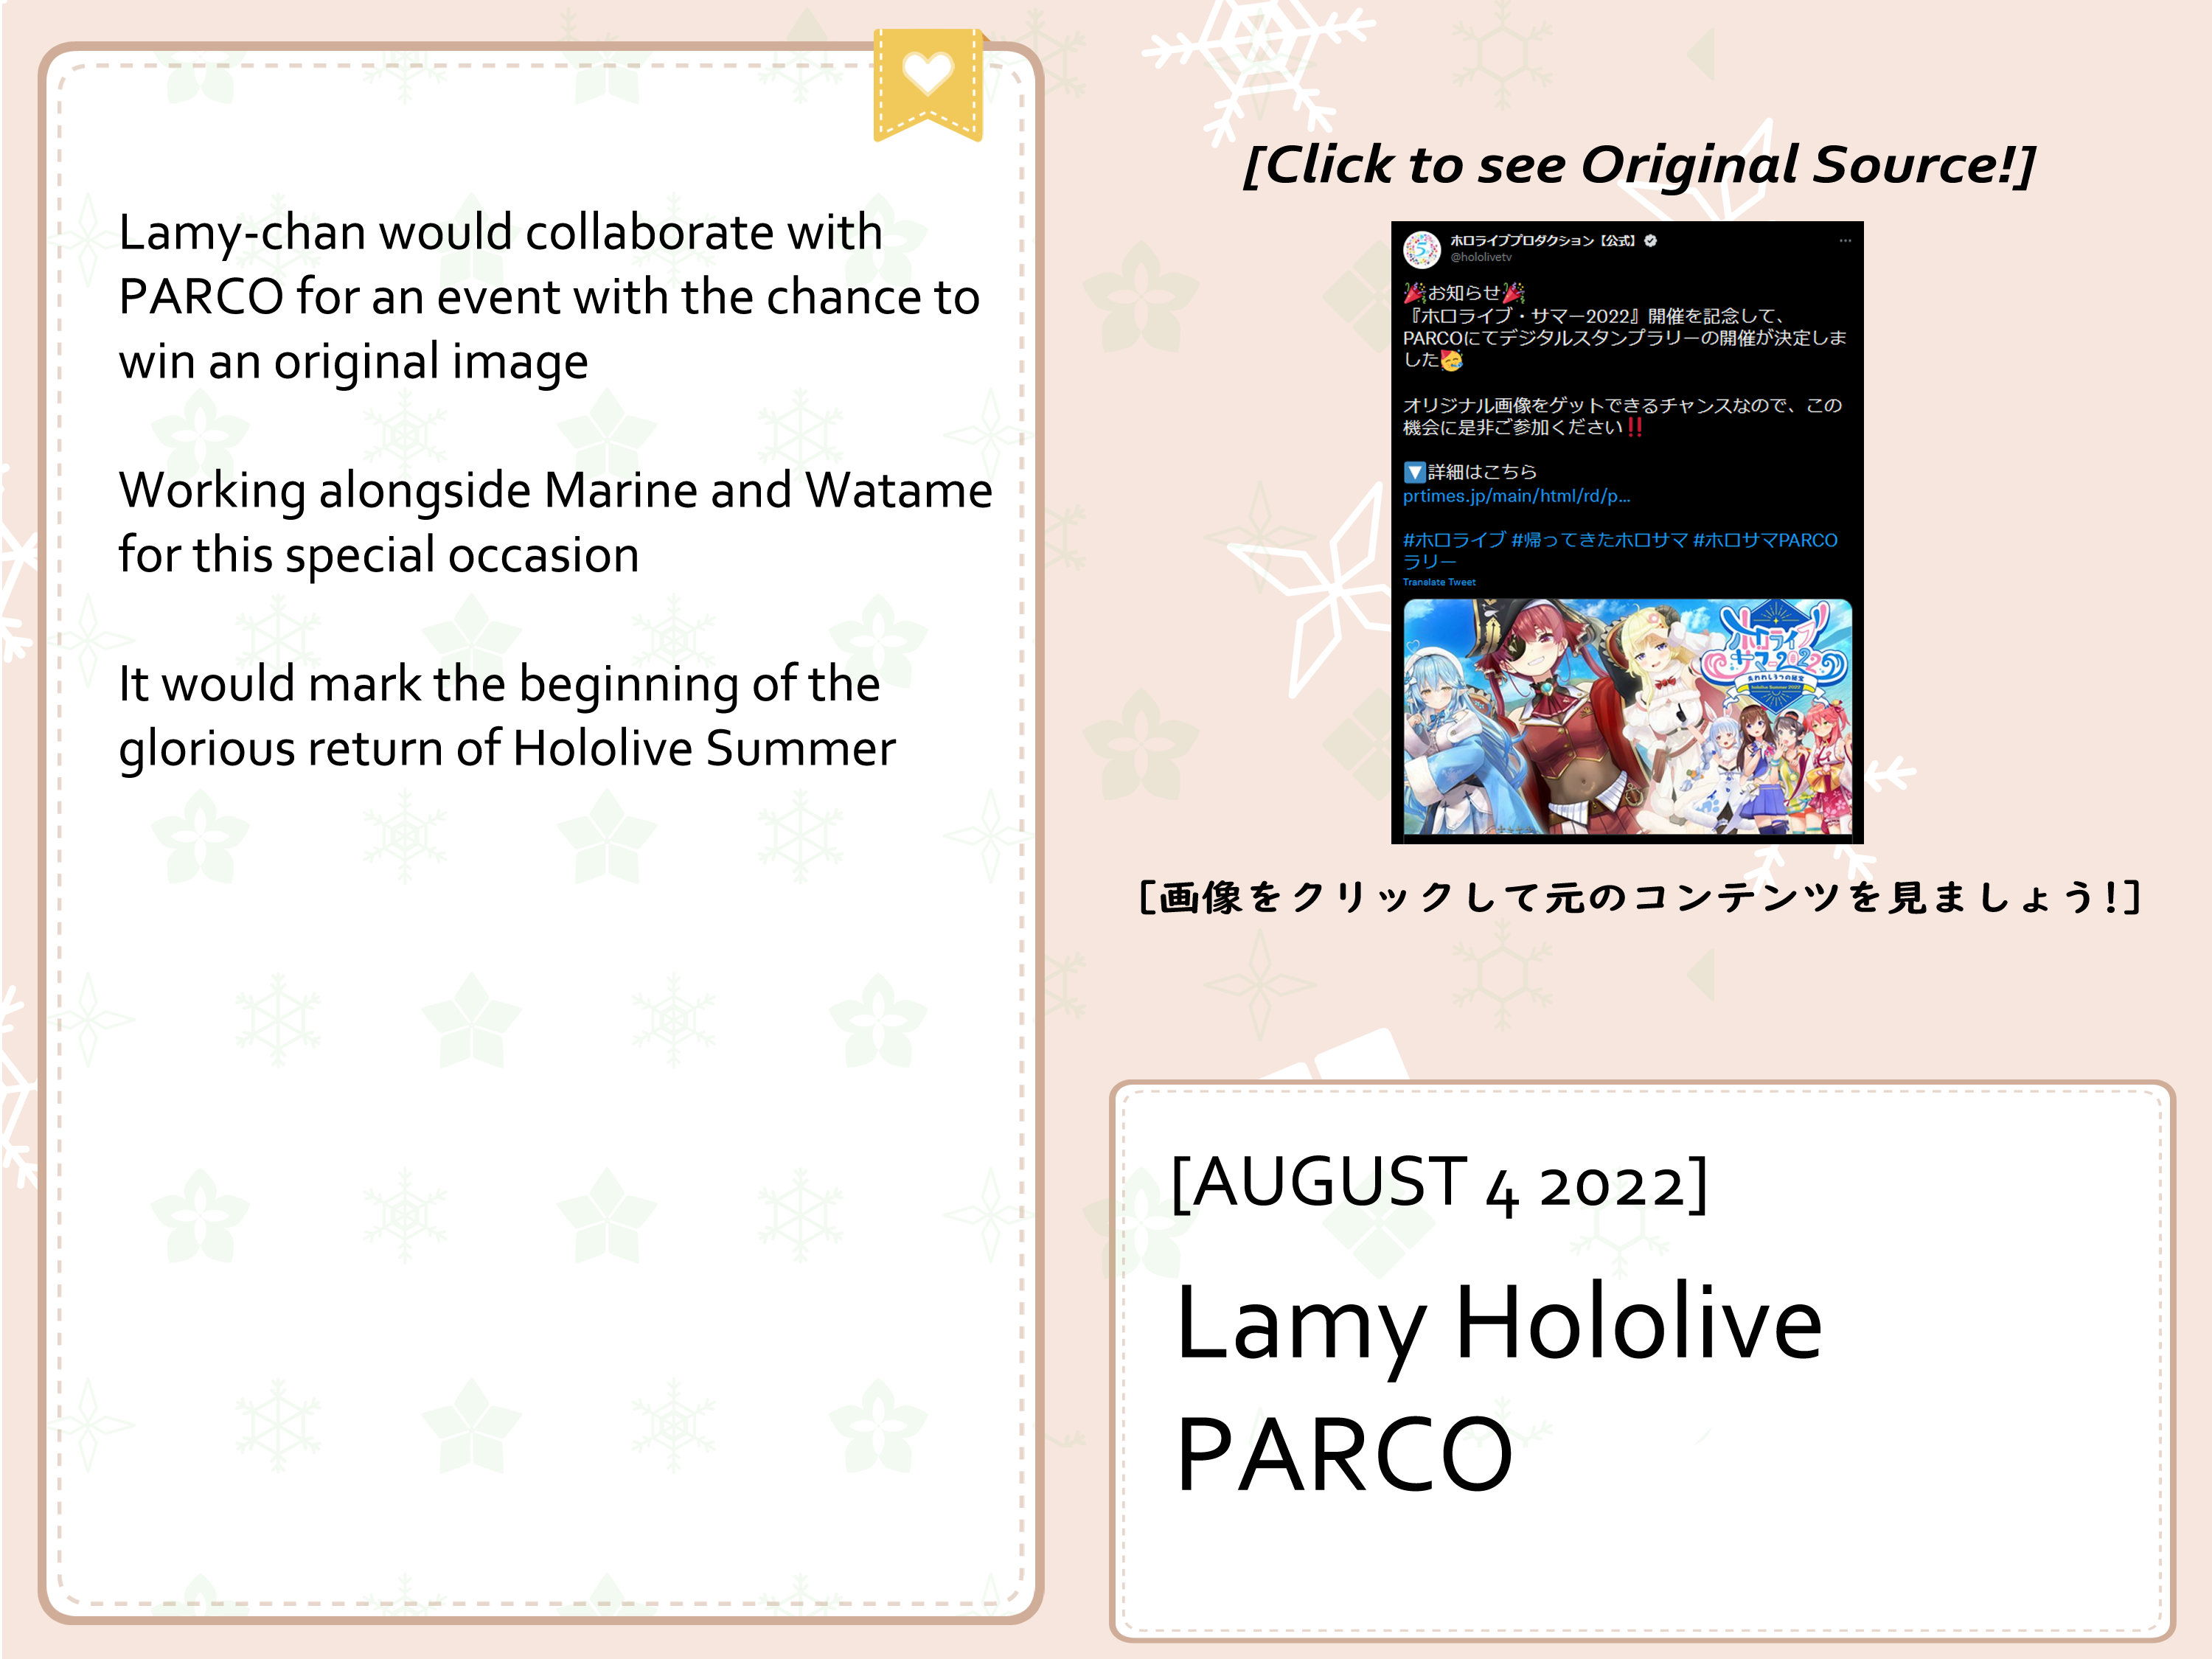 Lamy-chan would collaborate with
PARCO for an event with the chance to
win an original image
Working alongside Marine and Watame
for this special occasion
It would mark the beginning of the
glorious return of Hololive Summer
[Click to see Original Source!]
ホロライブプロダクション【公式】
@hololivetv
🎉お知らせ🎉
『ホロライブ・サマー2022』開催を記念して、
PARCOにてデジタルスタンプラリーの開催が決定しま
した🥳
オリジナル画像をゲットできるチャンスなので、この
機会に是非ご参加ください‼️
🔽詳細はこちら
prtimes.jp/main/html/rd/p...
#ホロライブ #帰ってきたホロサマ #ホロサマPARCO
ラリー
Translate Tweet
ホロライブ
サマー2022
Hololive Summer 2022
[画像をクリックして元のコンテンツを見ましょう!]
[AUGUST 4 2022]
Lamy Hololive
PARCO